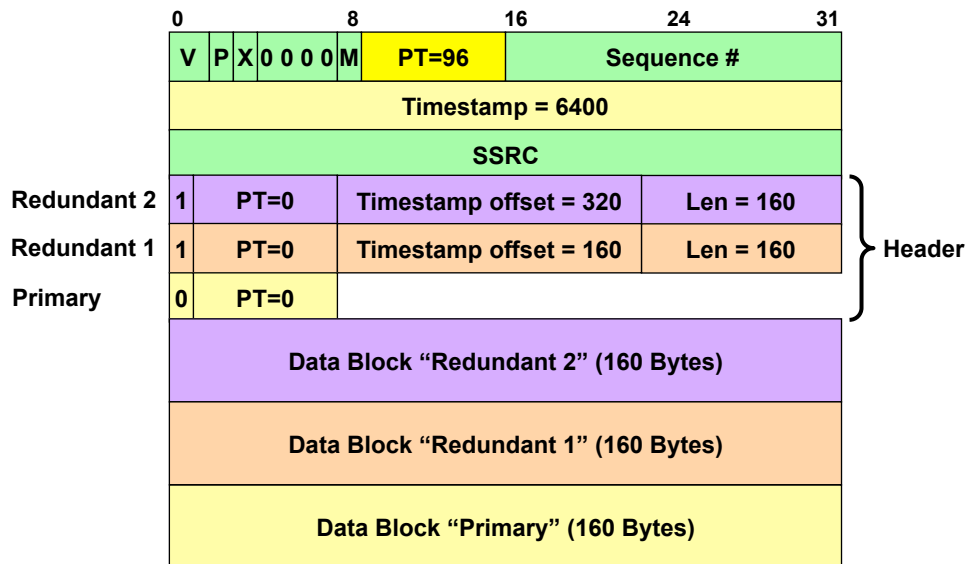 0 8 16 24 31
V P X 0 0 0 0 M PT=96 Sequence #
Timestamp = 6400
SSRC
Redundant 2 1 PT=0 Timestamp offset = 320 Len = 160
Redundant 1 1 PT=0 Timestamp offset = 160 Len = 160
Header
Primary 0 PT=0
Data Block “Redundant 2” (160 Bytes)
Data Block “Redundant 1” (160 Bytes)
Data Block “Primary” (160 Bytes)